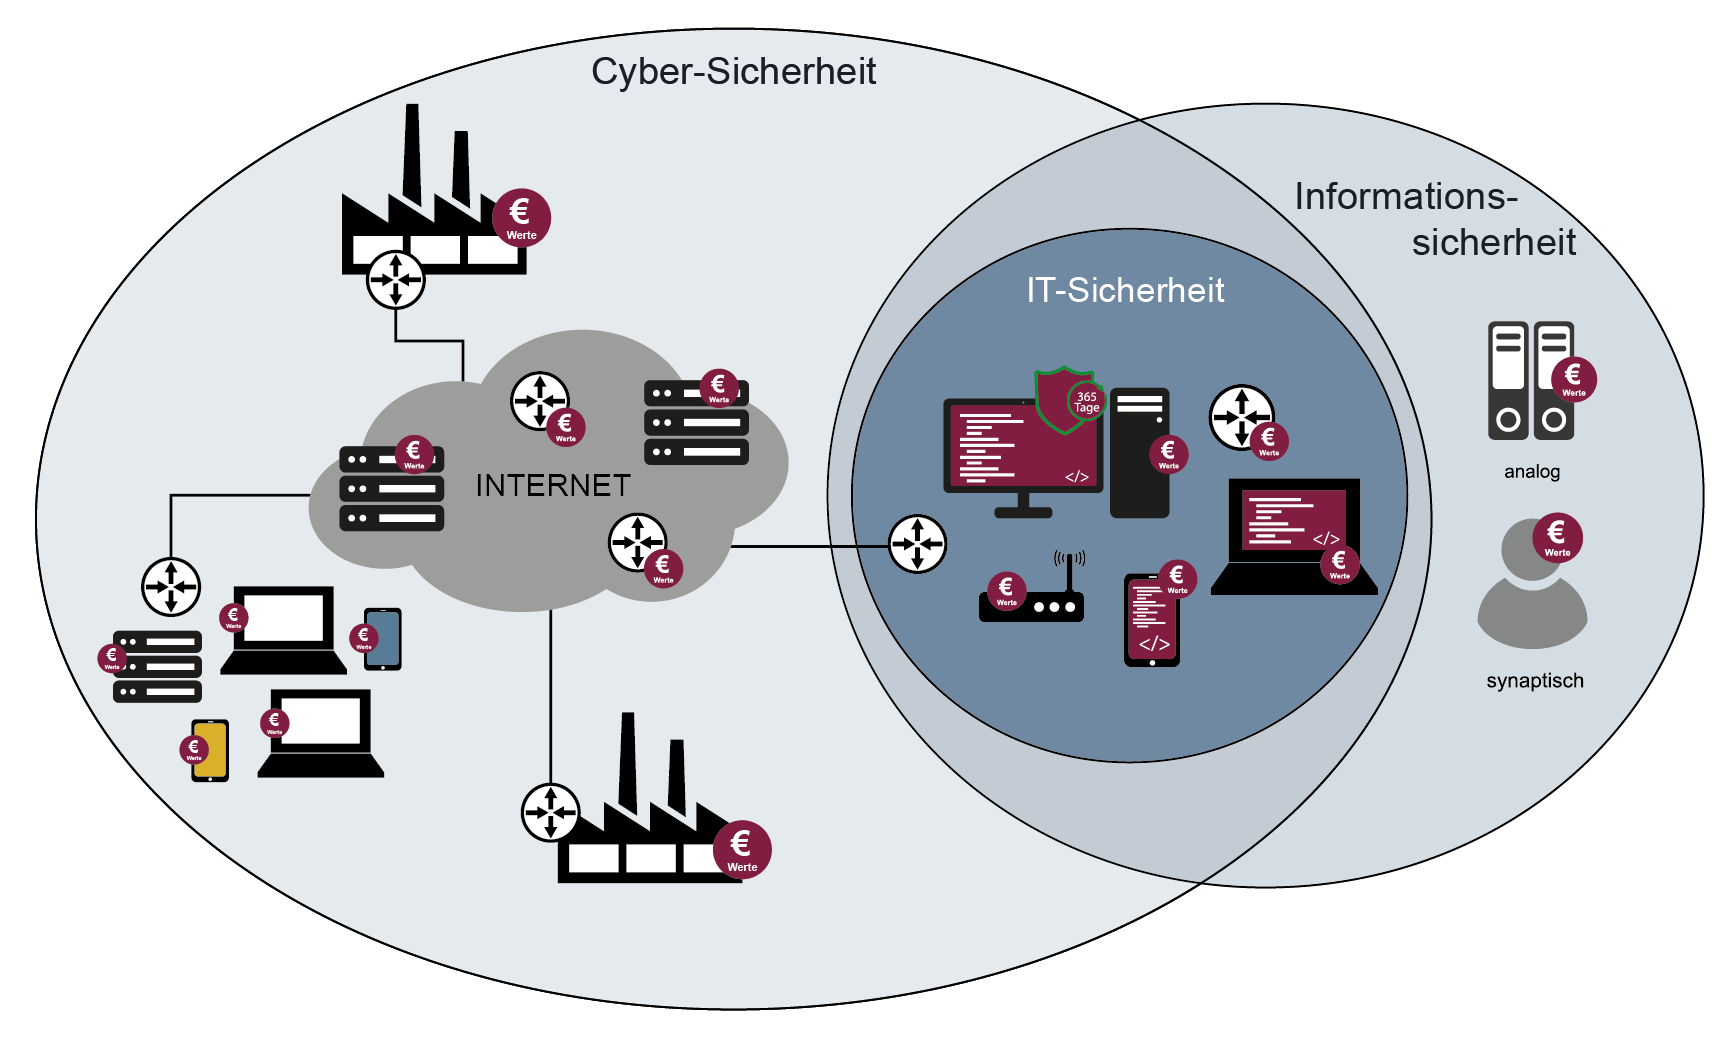 Cyber-Sicherheit
Informations-
sicherheit
IT-Sicherheit
€
Werte
365
Tage
€
Werte
€
Werte
€
Werte
€
Werte
€
Werte
€
Werte
INTERNET
€
Werte
€
Werte
analog
€
Werte
</>
</>
€
Werte
€
Werte
€
Werte
</>
€
Werte
€
Werte
€
Werte
€
Werte
synaptisch
€
Werte
€
Werte
€
Werte